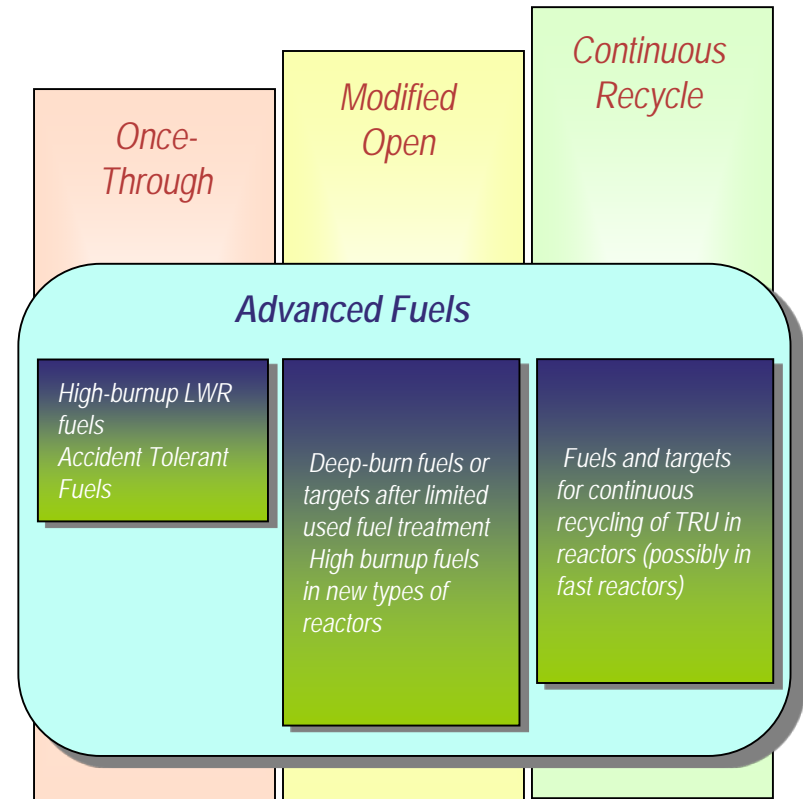 Once-
Through
Modified
Open
Continuous
Recycle
Advanced Fuels
High-burnup LWR
fuels
Accident Tolerant
Fuels
Deep-burn fuels or
targets after limited
used fuel treatment
High burnup fuels
in new types of
reactors
Fuels and targets
for continuous
recycling of TRU in
reactors (possibly in
fast reactors)